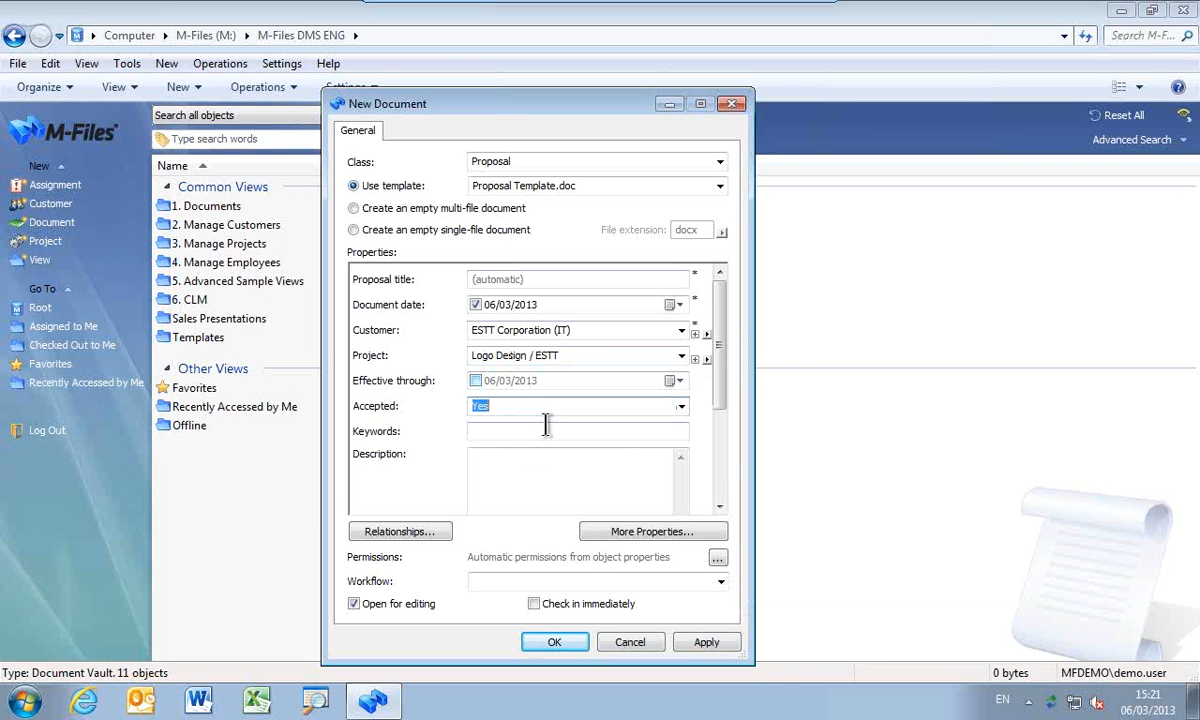 New Document
Computer
M-Files (M:)
M-Files DMS ENG
Search M-F...
File Edit View Tools New Operations Settings Help
Organize View New Operations
M-Files
Search all objects
Type search words
Reset All
Advanced Search
New
Assignment
Customer
Document
Project
View
Go To
Root
Assigned to Me
Checked Out to Me
Favorites
Recently Accessed by Me
Log Out
Name
Common Views
1. Documents
2. Manage Customers
3. Manage Projects
4. Manage Employees
5. Advanced Sample Views
6. CLM
Sales Presentations
Templates
Other Views
Favorites
Recently Accessed by Me
Offline
New Document
General
Class: Proposal
Use template: Proposal Template.doc
Create an empty multi-file document
Create an empty single-file document File extension: docx
Properties:
Proposal title: (automatic) *
Document date: 06/03/2013 *
Customer: ESTT Corporation (IT) *
Project: Logo Design / ESTT
Effective through: 06/03/2013
Accepted: Yes
Keywords:
Description:
Relationships... More Properties...
Permissions: Automatic permissions from object properties ...
Workflow:
Open for editing Check in immediately
OK Cancel Apply
Type: Document Vault. 11 objects
0 bytes
MFDEMO\demo.user
EN
15:21
06/03/2013